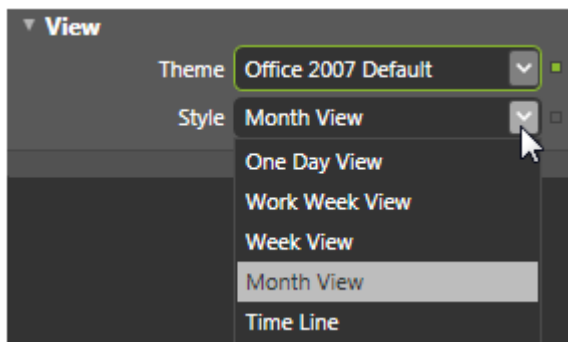 View
Theme Office 2007 Default
Style Month View
One Day View
Work Week View
Week View
Month View
Time Line